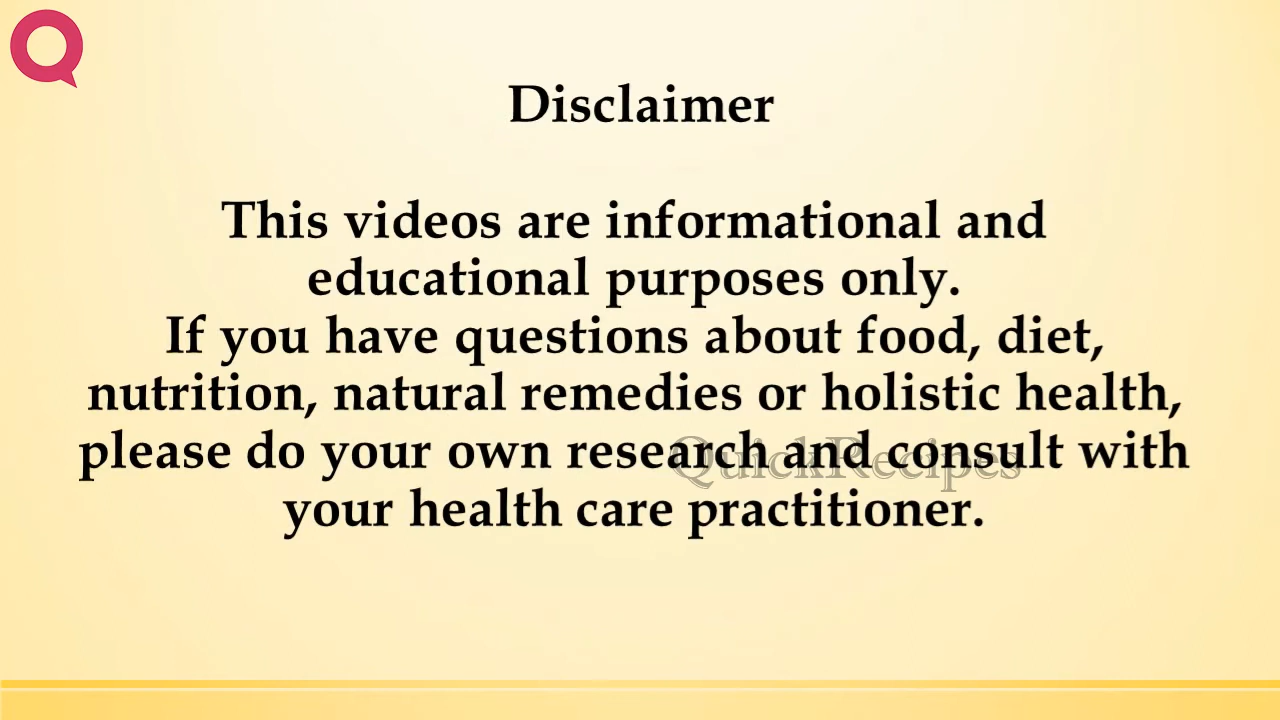 Disclaimer
This videos are informational and
educational purposes only.
If you have questions about food, diet,
nutrition, natural remedies or holistic health,
please do your own research and consult with
QuickRecipes
your health care practitioner.